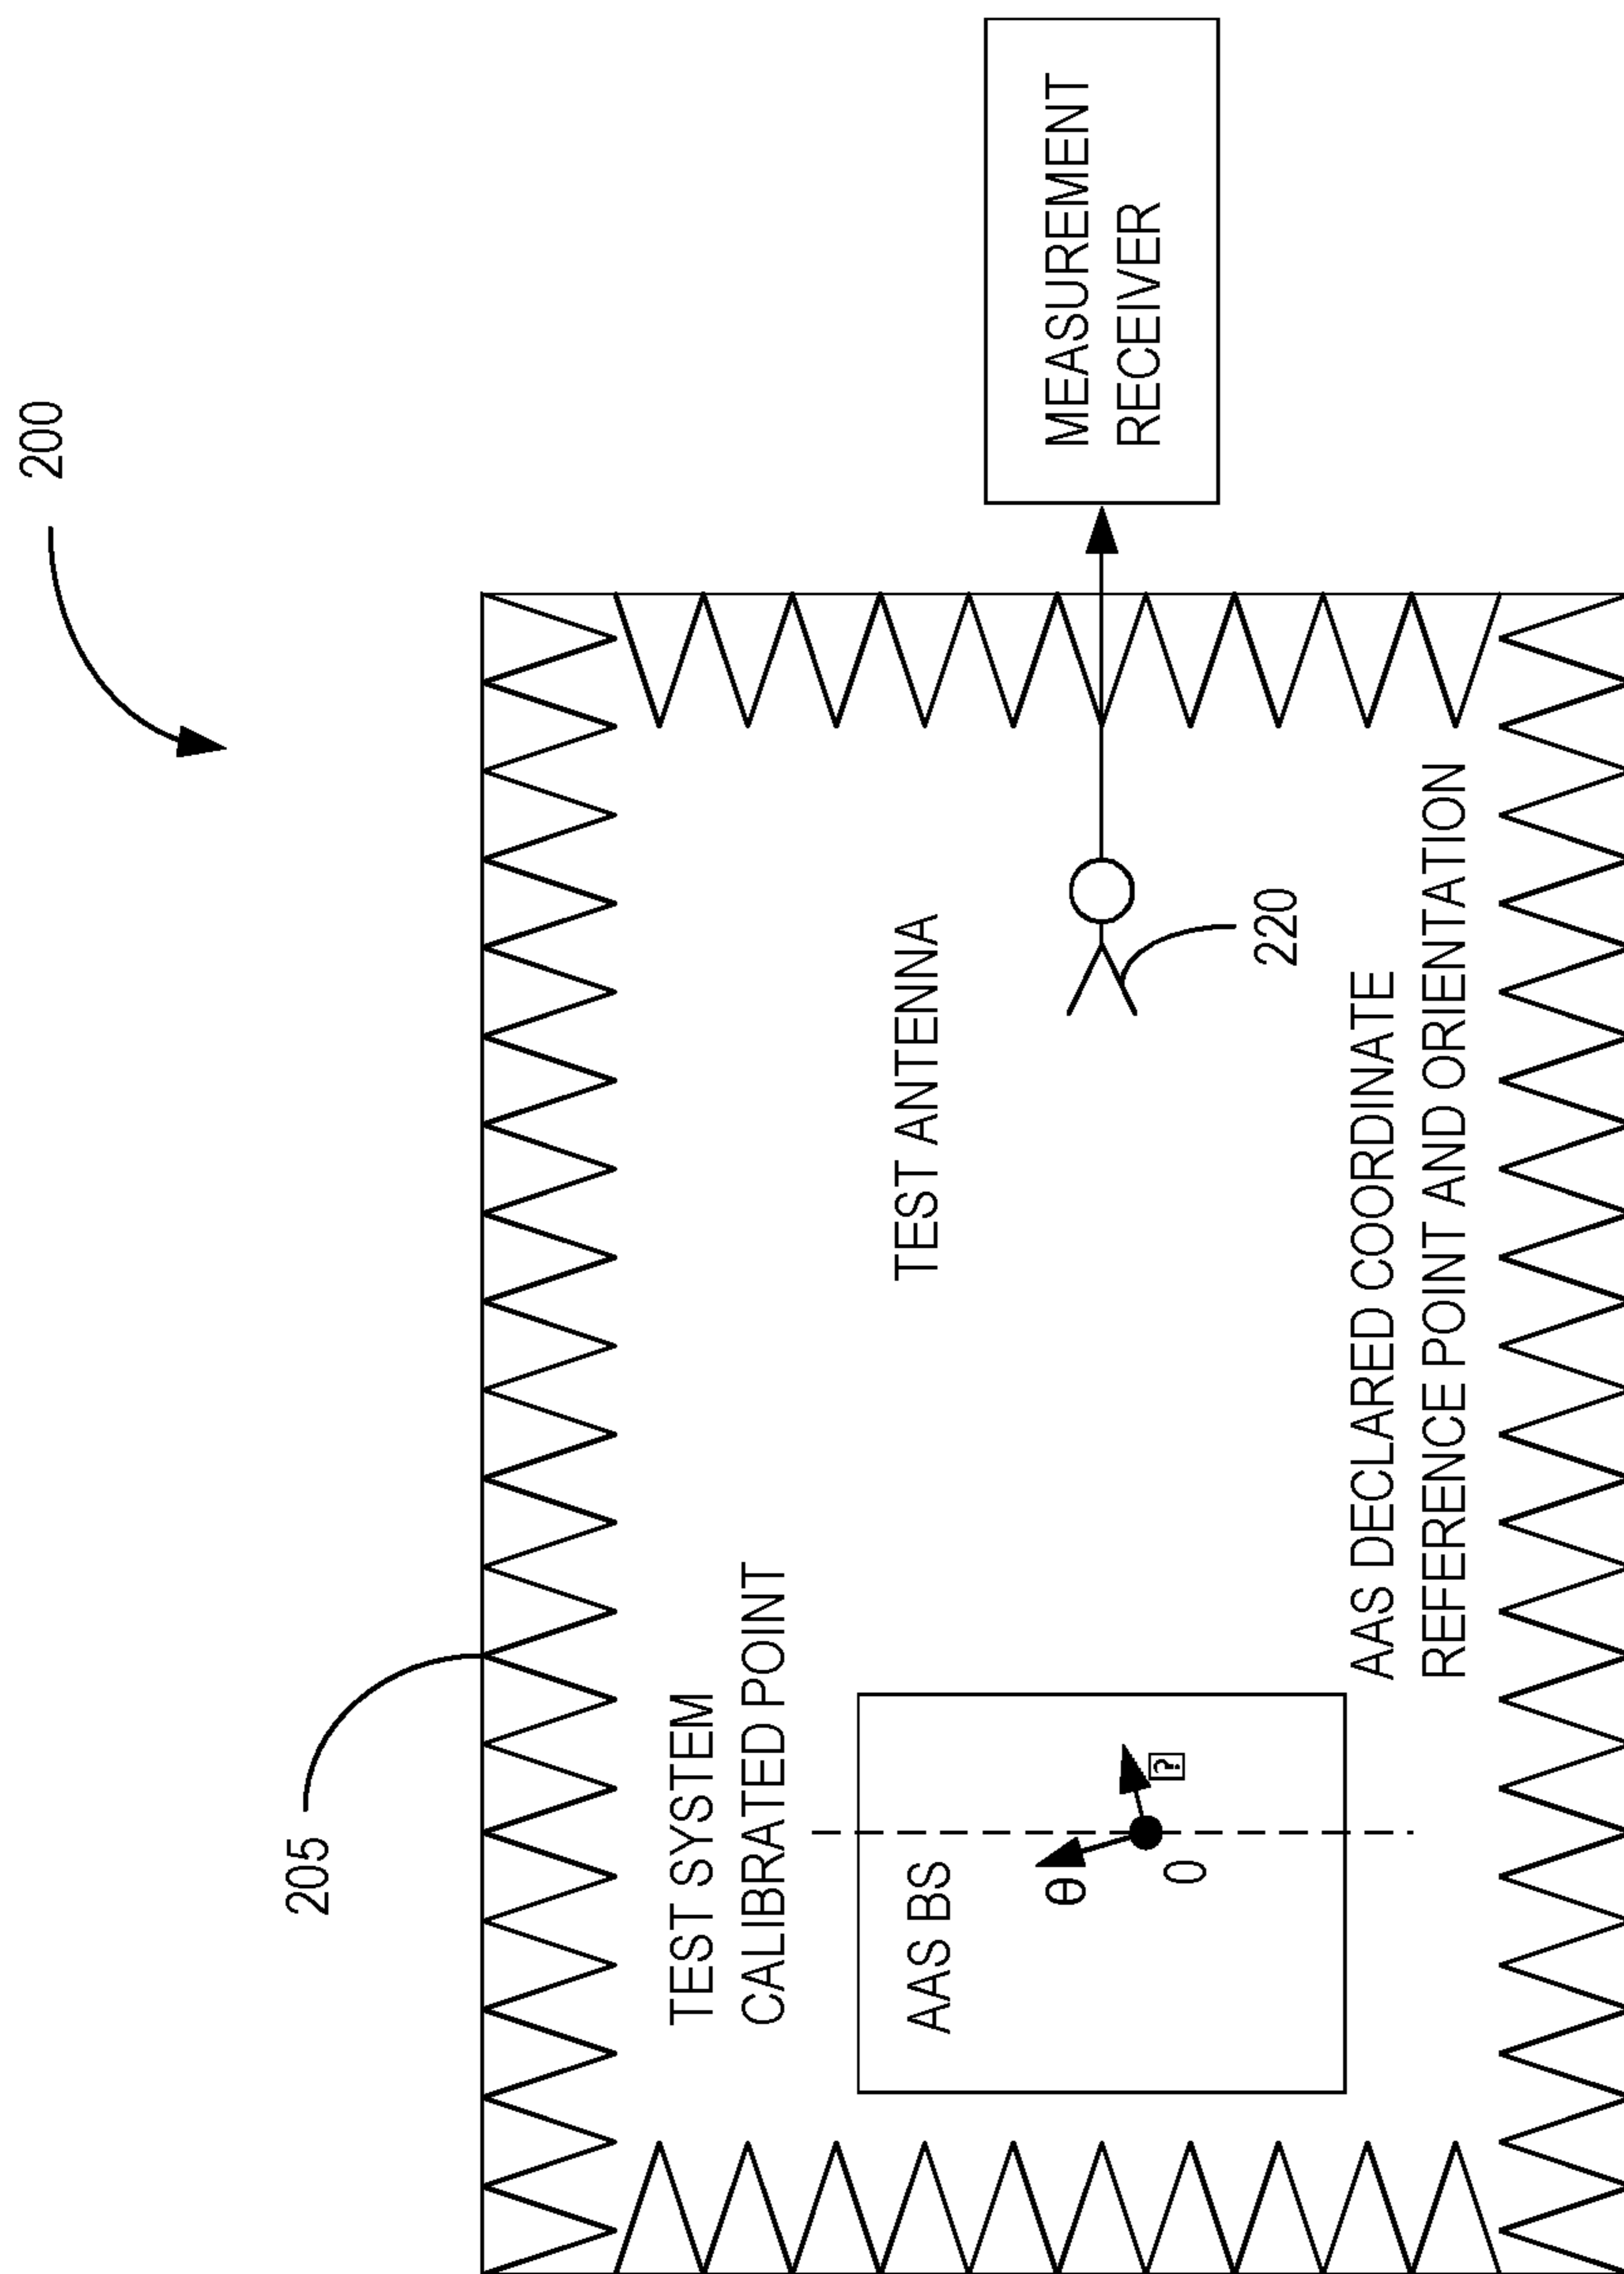 200
205
TEST SYSTEM
CALIBRATED POINT
AAS BS
θ
0
TEST ANTENNA
220
MEASUREMENT
RECEIVER
AAS DECLARED COORDINATE
REFERENCE POINT AND ORIENTATION